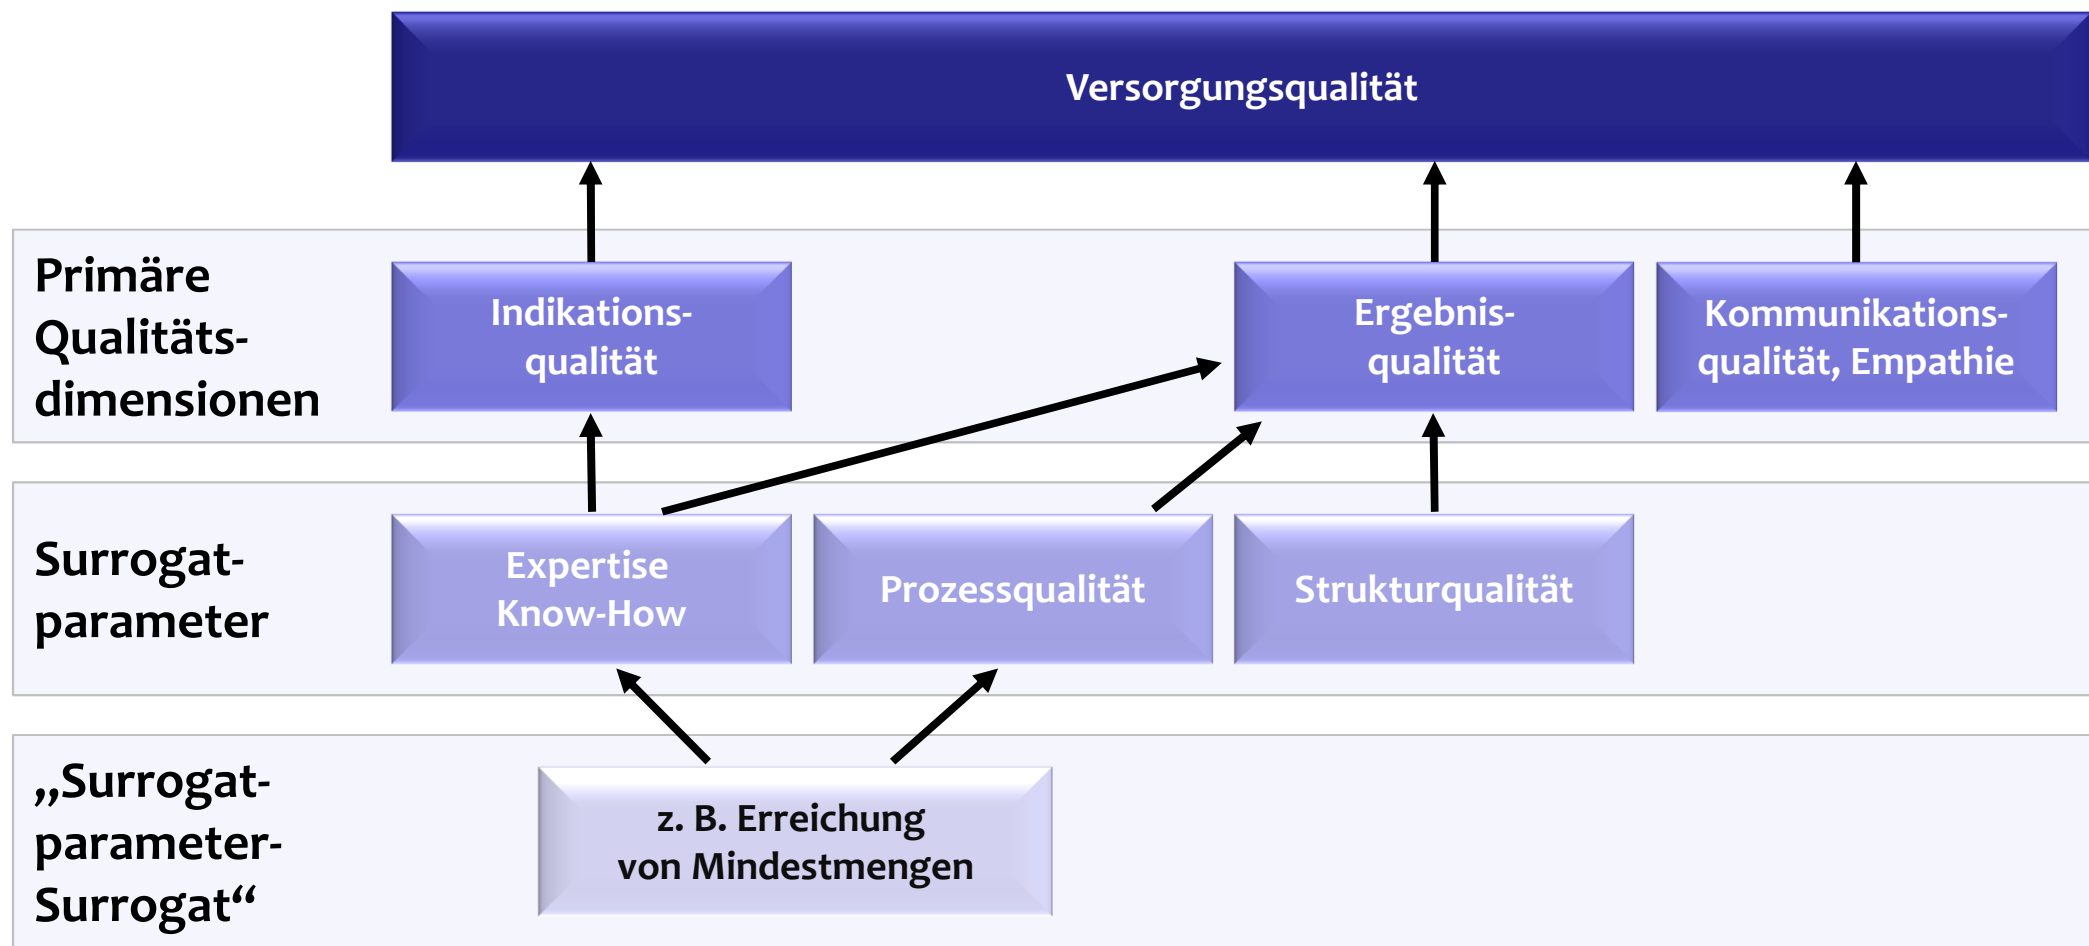 Versorgungsqualität
Primäre
Qualitäts-
dimensionen
Indikations-
qualität
Ergebnis-
qualität
Kommunikations-
qualität, Empathie
Surrogat-
parameter
Expertise
Know-How
Prozessqualität
Strukturqualität
„Surrogat-
parameter-
Surrogat“
z. B. Erreichung
von Mindestmengen